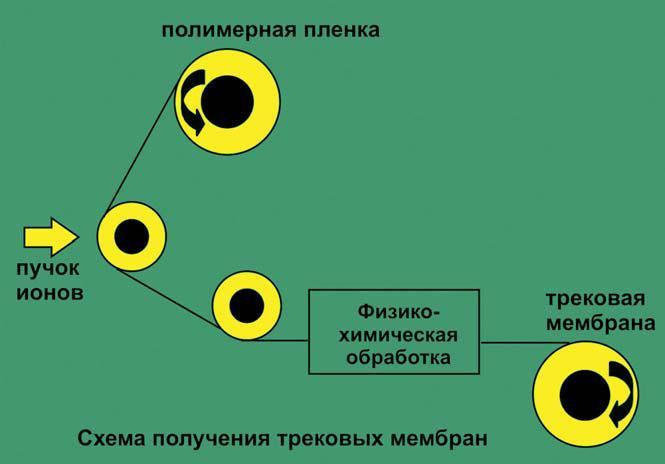 полимерная пленка
пучок
ионов
Физико-
химическая
обработка
трековая
мембрана
Схема получения трековых мембран